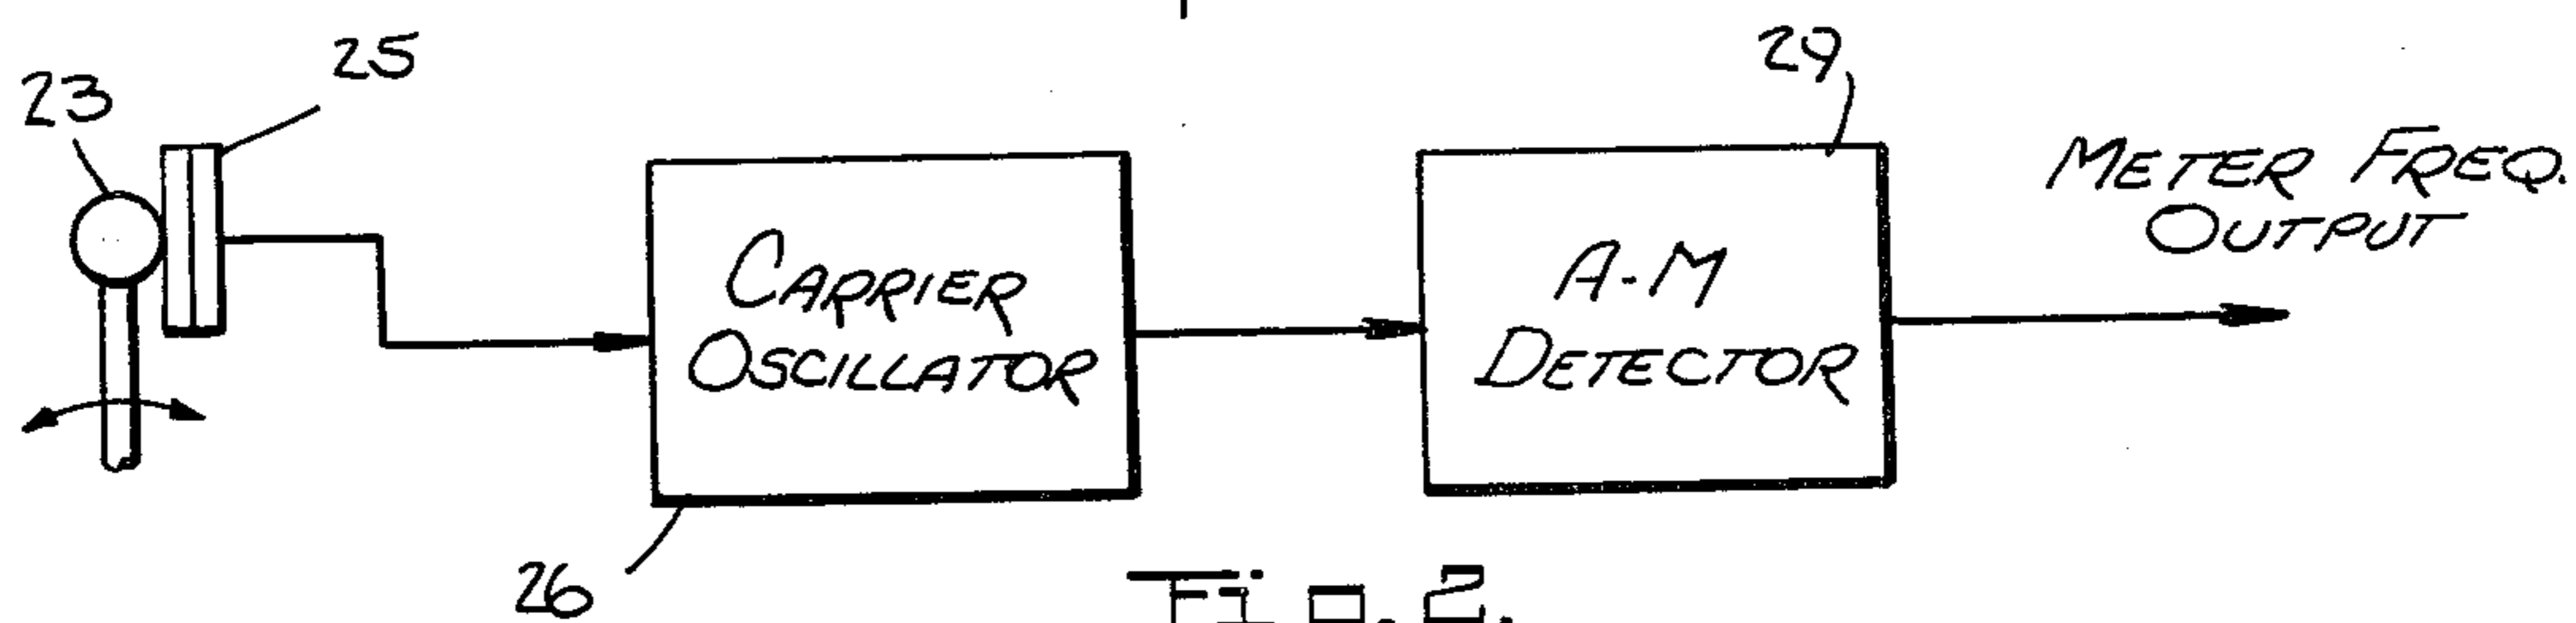 23
25
29
CARRIER
OSCILLATOR
A-M
DETECTOR
METER FREQ.
OUTPUT
26
Fig. 2.